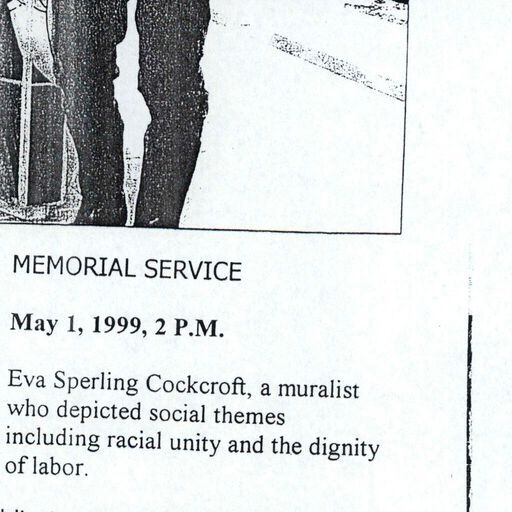 MEMORIAL SERVICE
May 1, 1999, 2 P.M.
Eva Sperling Cockcroft, a muralist
who depicted social themes
including racial unity and the dignity
of labor.